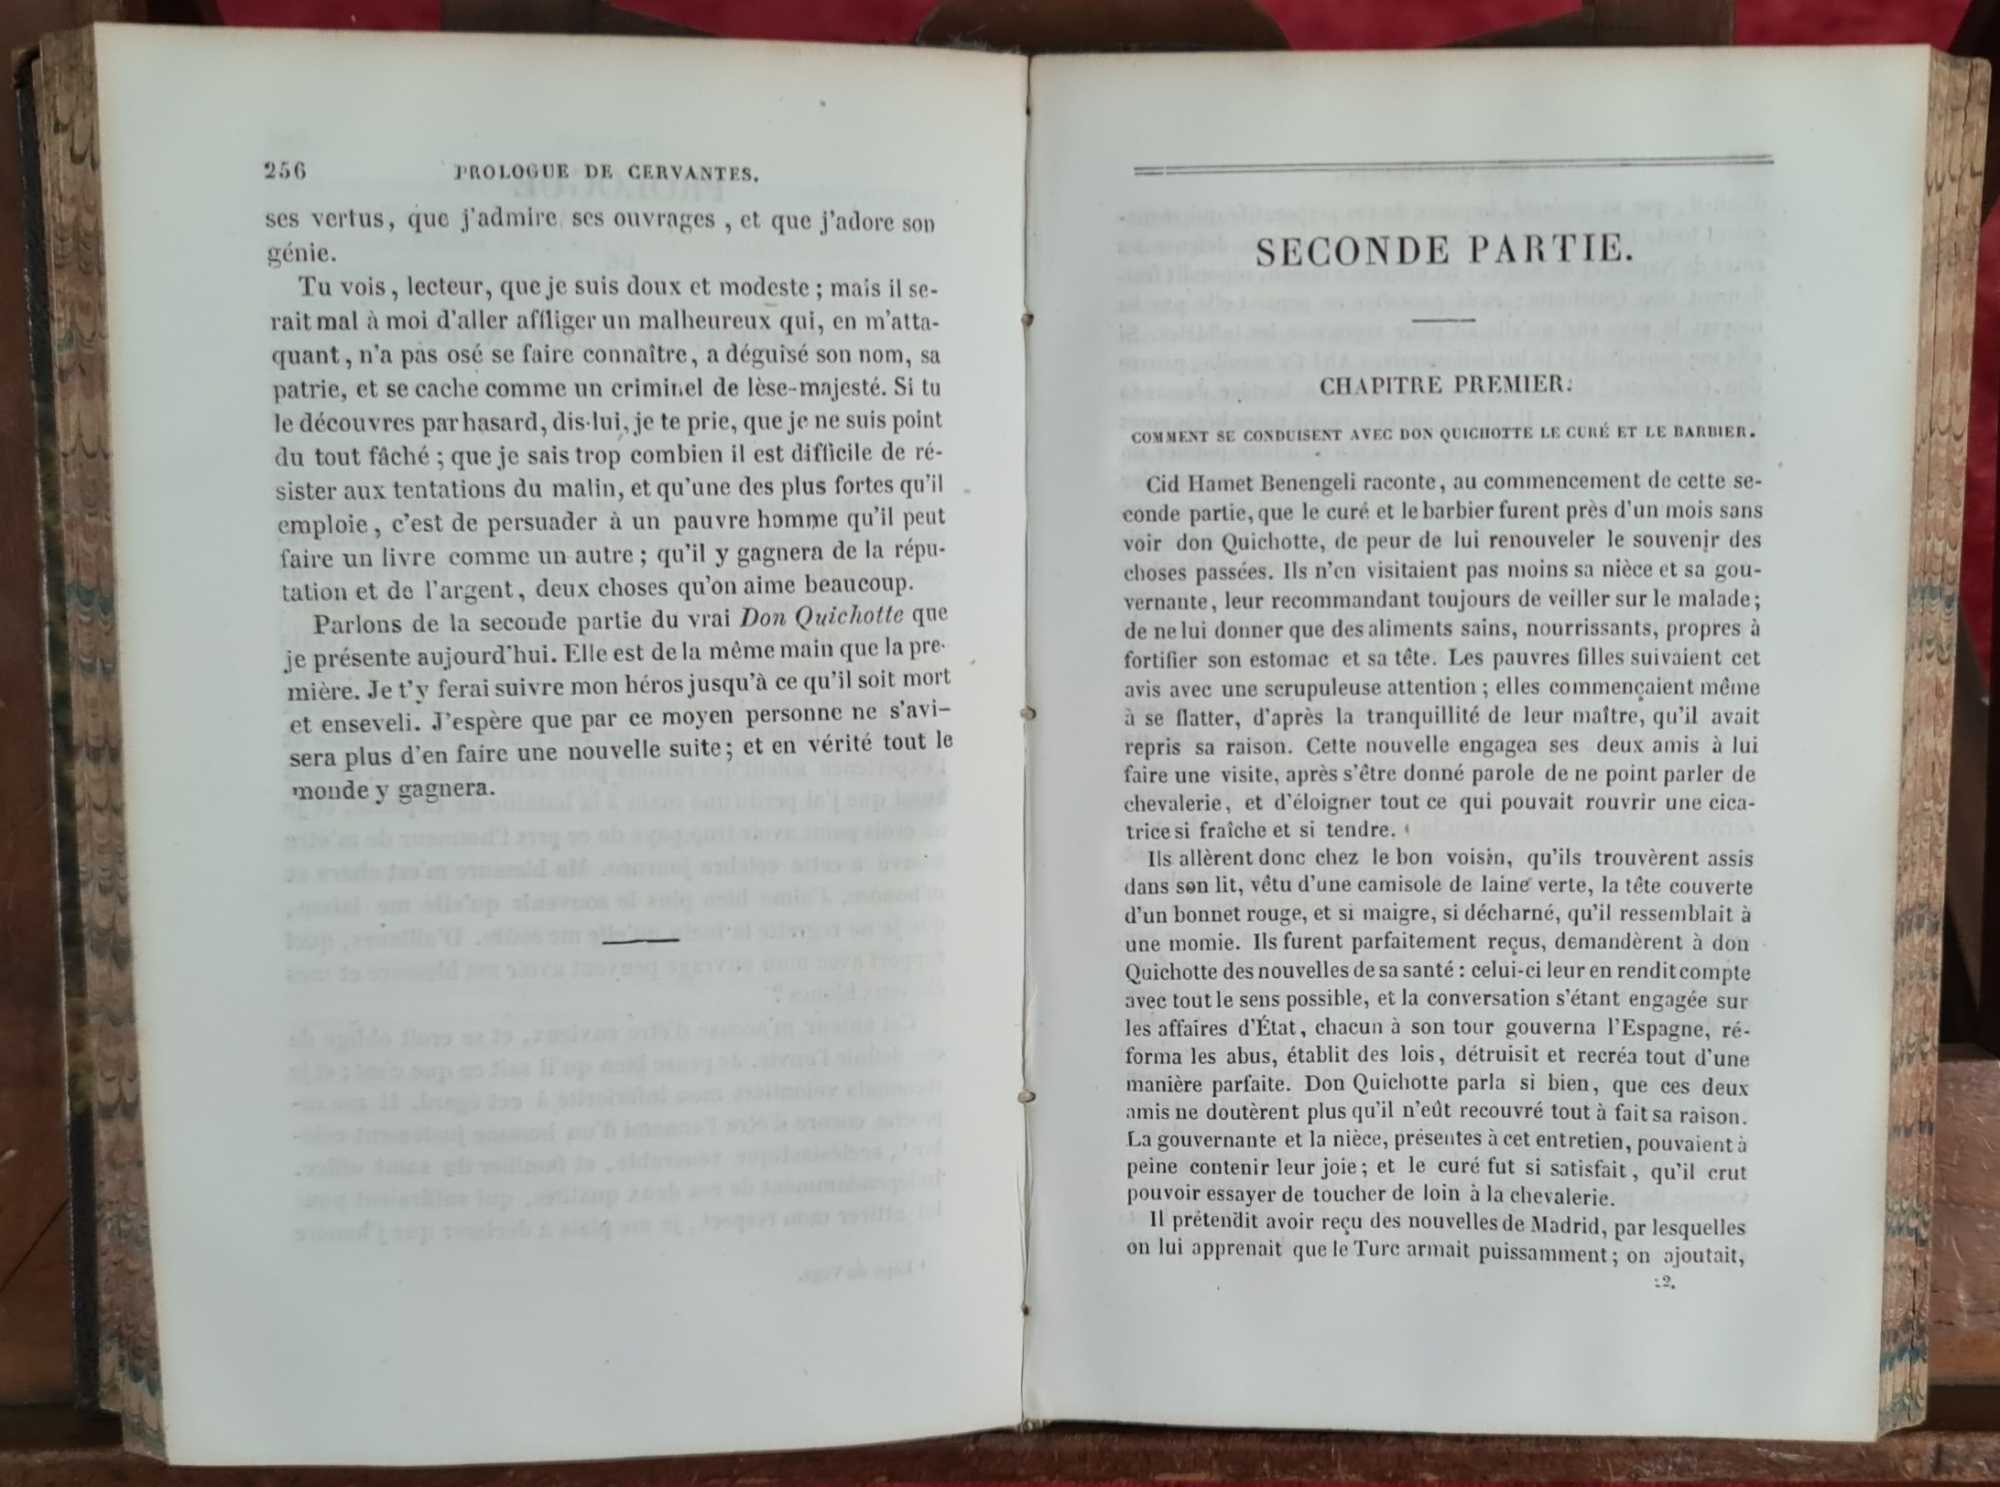 256 PROLOGUE DE CERVANTES.
ses vertus, que j'admire ses ouvrages, et que j'adore son
génie.
Tu vois, lecteur, que je suis doux et modeste; mais il se-
rait mal à moi d'aller affliger un malheureux qui, en m'atta-
quant, n'a pas osé se faire connaître, a déguisé son nom, sa
patrie, et se cache comme un criminel de lèse-majesté. Si tu
le découvres par hasard, dis-lui, je te prie, que je ne suis point
du tout fâché; que je sais trop combien il est difficile de ré-
sister aux tentations du malin, et qu'une des plus fortes qu'il
emploie, c'est de persuader à un pauvre homme qu'il peut
faire un livre comme un autre; qu'il y gagnera de la répu-
tation et de l'argent, deux choses qu'on aime beaucoup.
Parlons de la seconde partie du vrai Don Quichotte que
je présente aujourd'hui. Elle est de la même main que la pre-
mière. Je t'y ferai suivre mon héros jusqu'à ce qu'il soit mort
et enseveli. J'espère que par ce moyen personne ne s'avi-
sera plus d'en faire une nouvelle suite; et en vérité tout le
monde y gagnera.
SECONDE PARTIE.
CHAPITRE PREMIER.
COMMENT SE CONDUISENT AVEC DON QUICHOTTE LE CURÉ ET LE BARBIER.
Cid Hamet Benengeli raconte, au commencement de cette se-
conde partie, que le curé et le barbier furent près d'un mois sans
voir don Quichotte, de peur de lui renouveler le souvenir des
choses passées. Ils n'en visitaient pas moins sa nièce et sa gou-
vernante, leur recommandant toujours de veiller sur le malade;
de ne lui donner que des aliments sains, nourrissants, propres à
fortifier son estomac et sa tête. Les pauvres filles suivaient cet
avis avec une scrupuleuse attention; elles commençaient même
à se flatter, d'après la tranquillité de leur maître, qu'il avait
repris sa raison. Cette nouvelle engagea ses deux amis à lui
faire une visite, après s'être donné parole de ne point parler de
chevalerie, et d'éloigner tout ce qui pouvait rouvrir une cica-
trice si fraîche et si tendre.
Ils allèrent donc chez le bon voisin, qu'ils trouvèrent assis
dans son lit, vêtu d'une camisole de laine verte, la tête couverte
d'un bonnet rouge, et si maigre, si décharné, qu'il ressemblait à
une momie. Ils furent parfaitement reçus, demandèrent à don
Quichotte des nouvelles de sa santé: celui-ci leur en rendit compte
avec tout le sens possible, et la conversation s'étant engagée sur
les affaires d'État, chacun à son tour gouverna l'Espagne, ré-
forma les abus, établit des lois, détruisit et recréa tout d'une
manière parfaite. Don Quichotte parla si bien, que ces deux
amis ne doutèrent plus qu'il n'eût recouvré tout à fait sa raison.
La gouvernante et la nièce, présentes à cet entretien, pouvaient à
peine contenir leur joie; et le curé fut si satisfait, qu'il crut
pouvoir essayer de toucher de loin à la chevalerie.
Il prétendit avoir reçu des nouvelles de Madrid, par lesquelles
on lui apprenait que le Turc armait puissamment; on ajoutait,